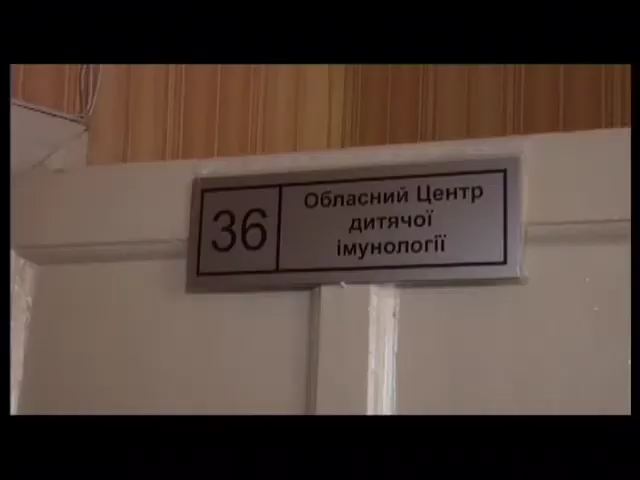 36
Обласний Центр
дитячої
імунології